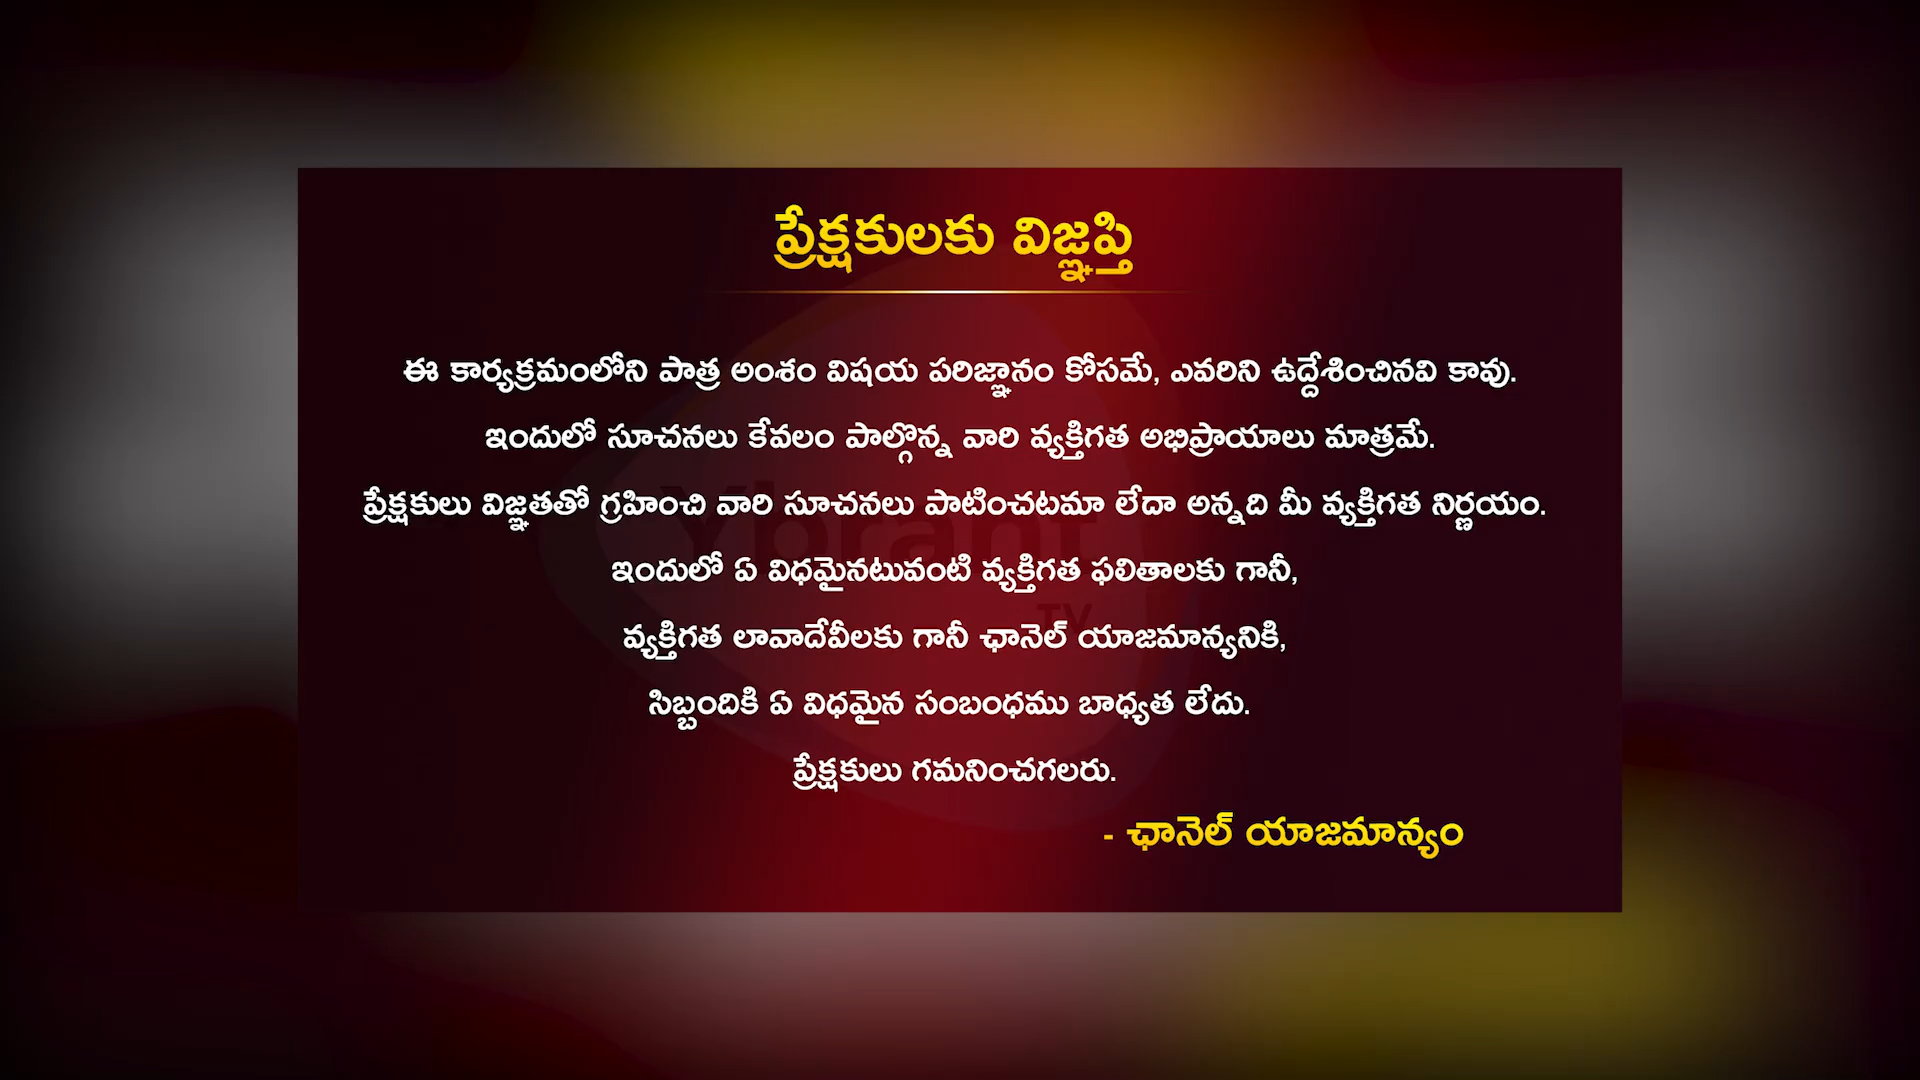 ప్రేక్షకులకు విజ్ఞప్తి
ఈ కార్యక్రమంలోని పాత్ర అంశం విషయ పరిజ్ఞానం కోసమే, ఎవరిని ఉద్దేశించినవి కావు.
ఇందులో సూచనలు కేవలం పాల్గొన్న వారి వ్యక్తిగత అభిప్రాయాలు మాత్రమే.
ప్రేక్షకులు విజ్ఞతతో గ్రహించి వారి సూచనలు పాటించటమా లేదా అన్నది మీ వ్యక్తిగత నిర్ణయం.
ఇందులో ఏ విధమైనటువంటి వ్యక్తిగత ఫలితాలకు గానీ,
వ్యక్తిగత లావాదేవీలకు గానీ ఛానెల్ యాజమాన్యనికి,
సిబ్బందికి ఏ విధమైన సంబంధము బాధ్యత లేదు.
ప్రేక్షకులు గమనించగలరు.
- ఛానెల్ యాజమాన్యం
Ybrant
TV